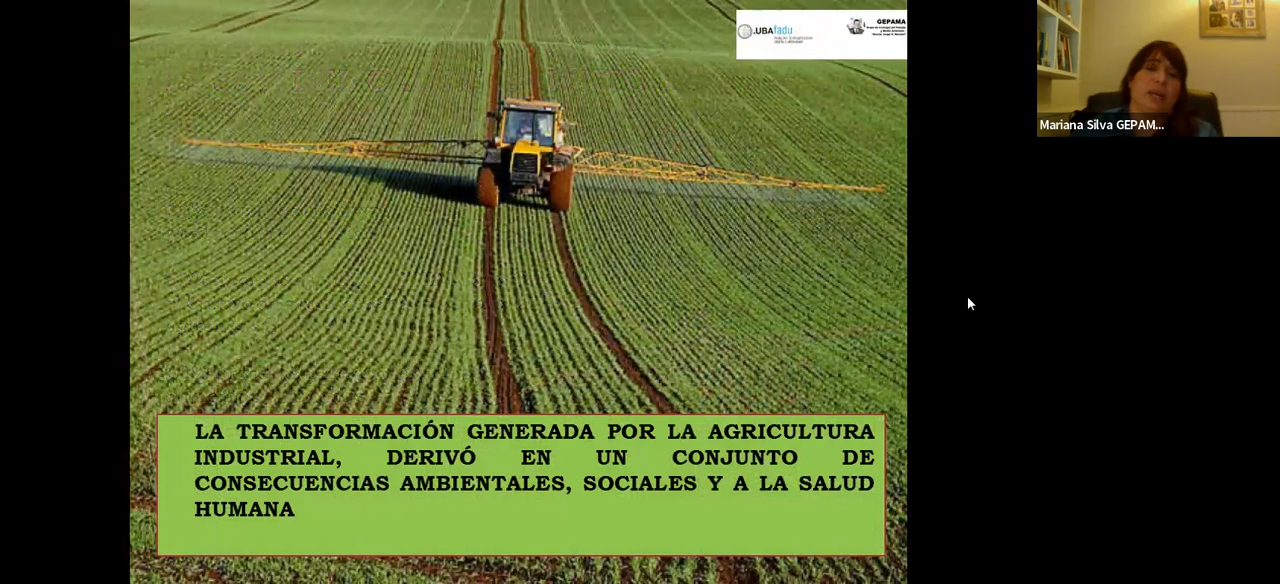 .UBAfadu
GEPAMA
Mariana Silva GEPAM...
LA TRANSFORMACIÓN GENERADA POR LA AGRICULTURA
INDUSTRIAL, DERIVÓ EN UN CONJUNTO DE
CONSECUENCIAS AMBIENTALES, SOCIALES Y A LA SALUD
HUMANA